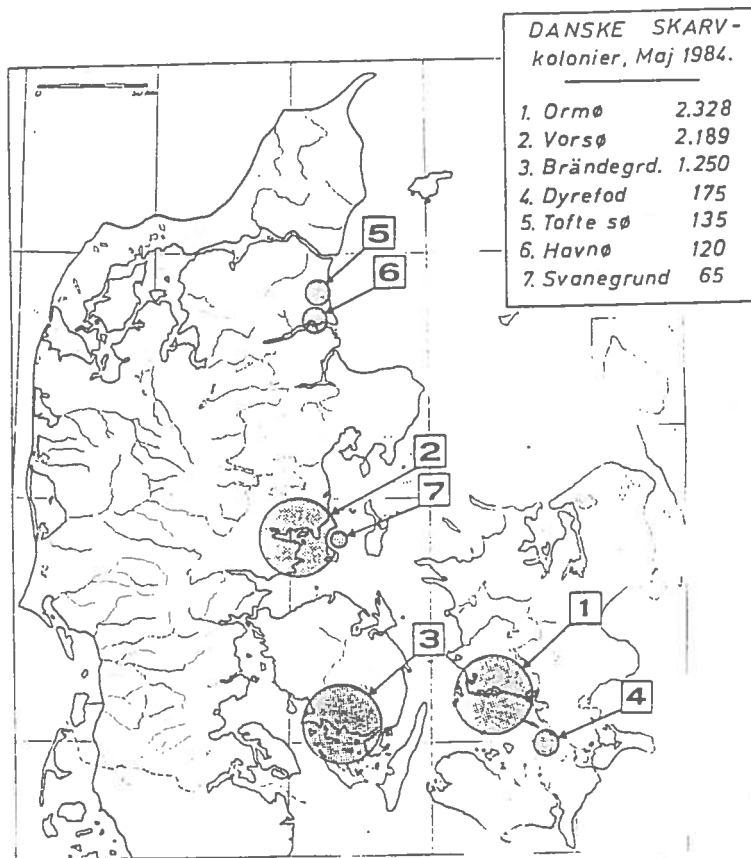 DANSKE SKARV-
kolonier, Maj 1984.
1. Ormø 2.328
2. Vorsø 2.189
3. Brändegrd. 1.250
4. Dyrefod 175
5. Tofte sø 135
6. Havnø 120
7. Svanegrund 65
0
5
6
2
7
1
3
4